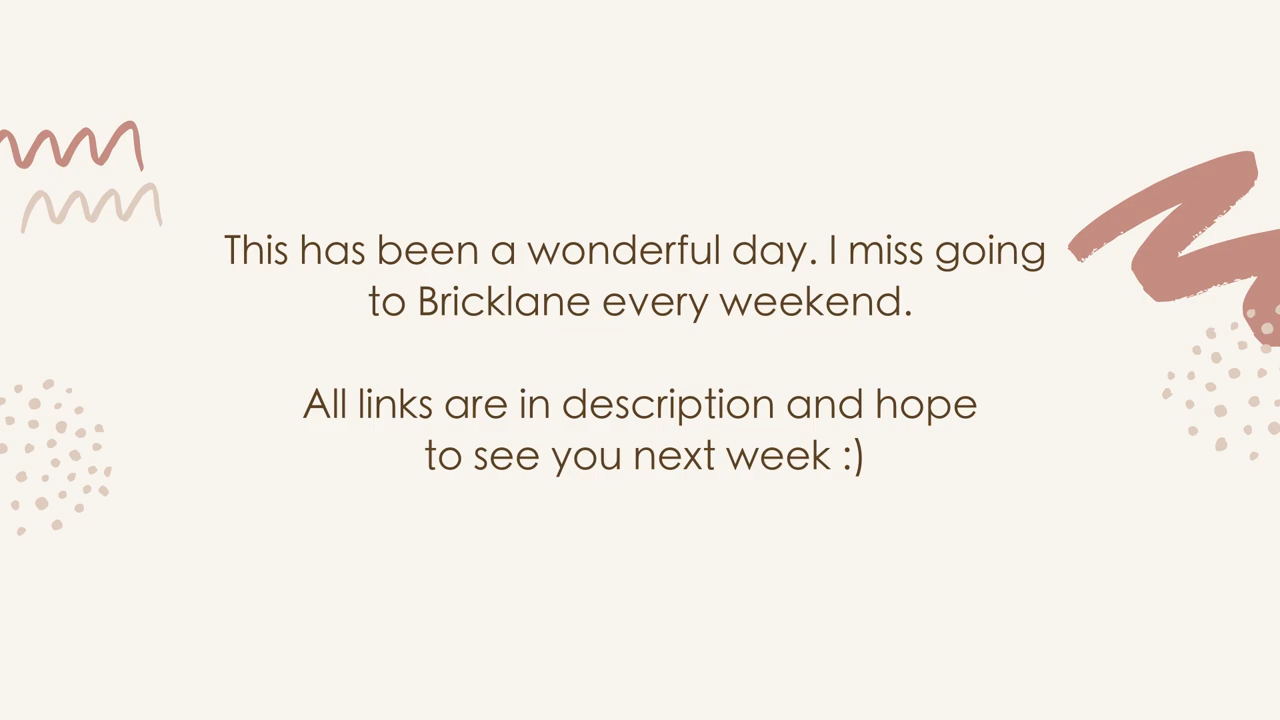 This has been a wonderful day. I miss going
to Bricklane every weekend.
All links are in description and hope
to see you next week :)